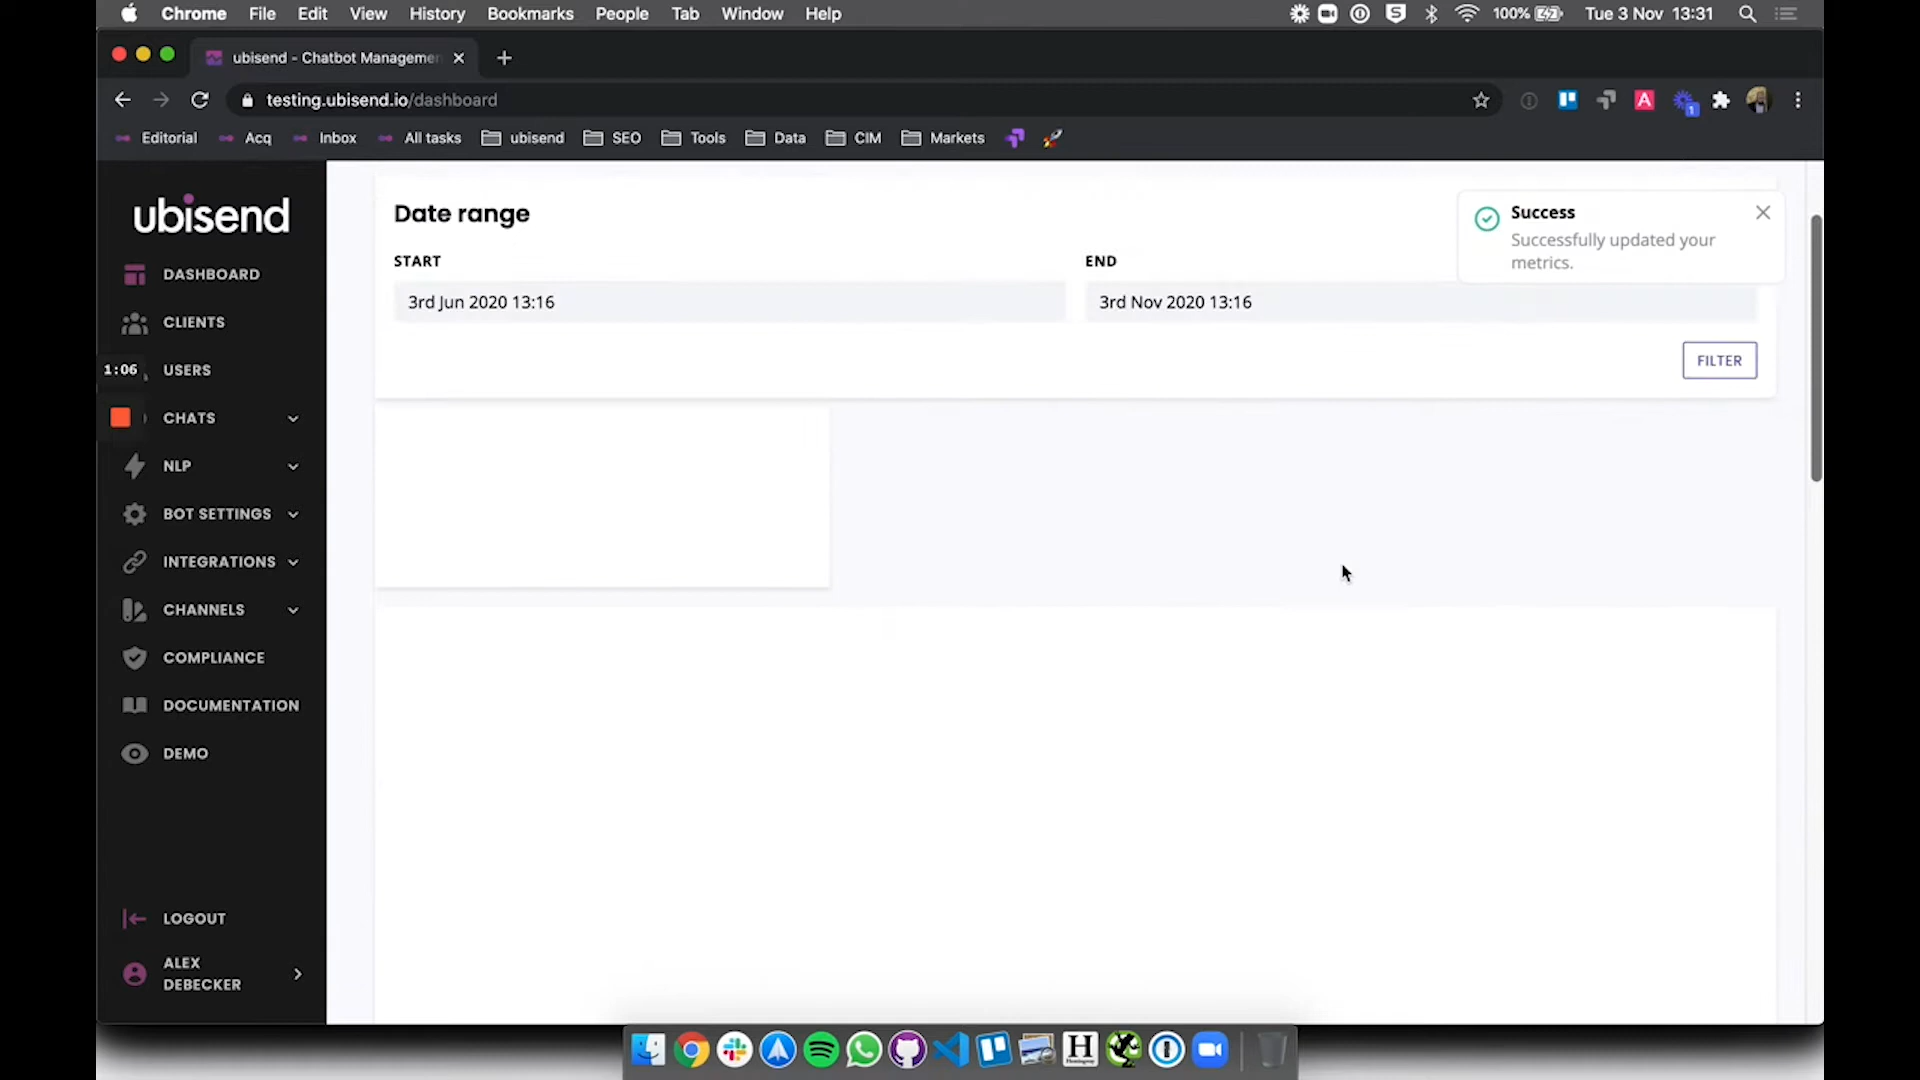 Chrome File Edit View History Bookmarks People Tab Window Help 100% Tue 3 Nov 13:31
ubisend - Chatbot Managemen
testing.ubisend.io/dashboard
Editorial Acq Inbox All tasks ubisend SEO Tools Data CIM Markets
ubisend
DASHBOARD
CLIENTS
1:06 USERS
CHATS
NLP
BOT SETTINGS
INTEGRATIONS
CHANNELS
COMPLIANCE
DOCUMENTATION
DEMO
LOGOUT
ALEX
DEBECKER
Date range
START END
3rd Jun 2020 13:16 3rd Nov 2020 13:16
FILTER
Success
Successfully updated your
metrics.